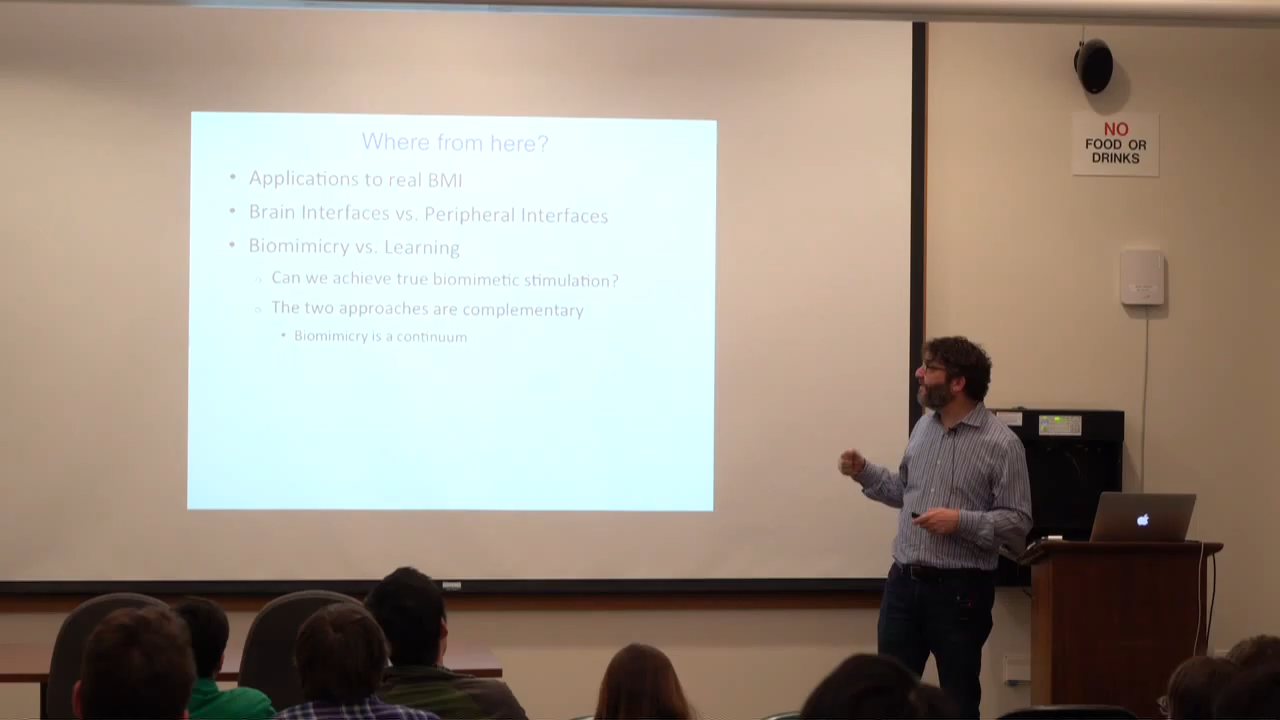 Where from here?
• Applications to real BMI
• Brain Interfaces vs. Peripheral Interfaces
• Biomimicry vs. Learning
○ Can we achieve true biomimetic stimulation?
○ The two approaches are complementary
• Biomimicry is a continuum
NO
FOOD OR
DRINKS